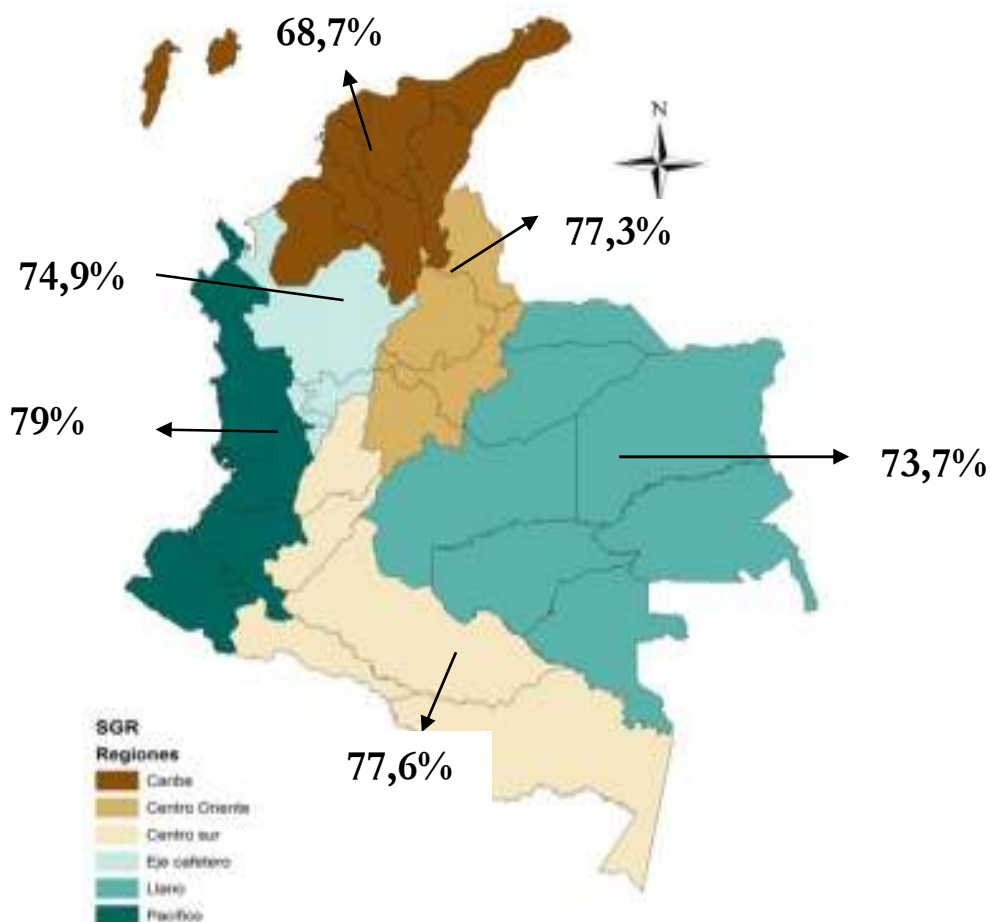 68,7%
N
77,3%
74,9%
79%
73,7%
77,6%
SGR
Regiones
Caribe
Centro Oriente
Centro sur
Eje cafetero
Llano
Pacífico